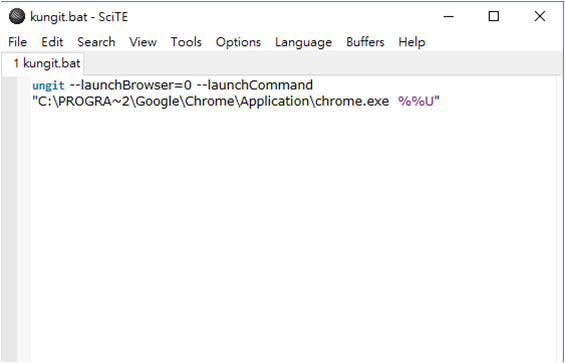 kungit.bat - SciTE
File Edit Search View Tools Options Language Buffers Help
1 kungit.bat
ungit --launchBrowser=0 --launchCommand
"C:\PROGRA~2\Google\Chrome\Application\chrome.exe %%U"